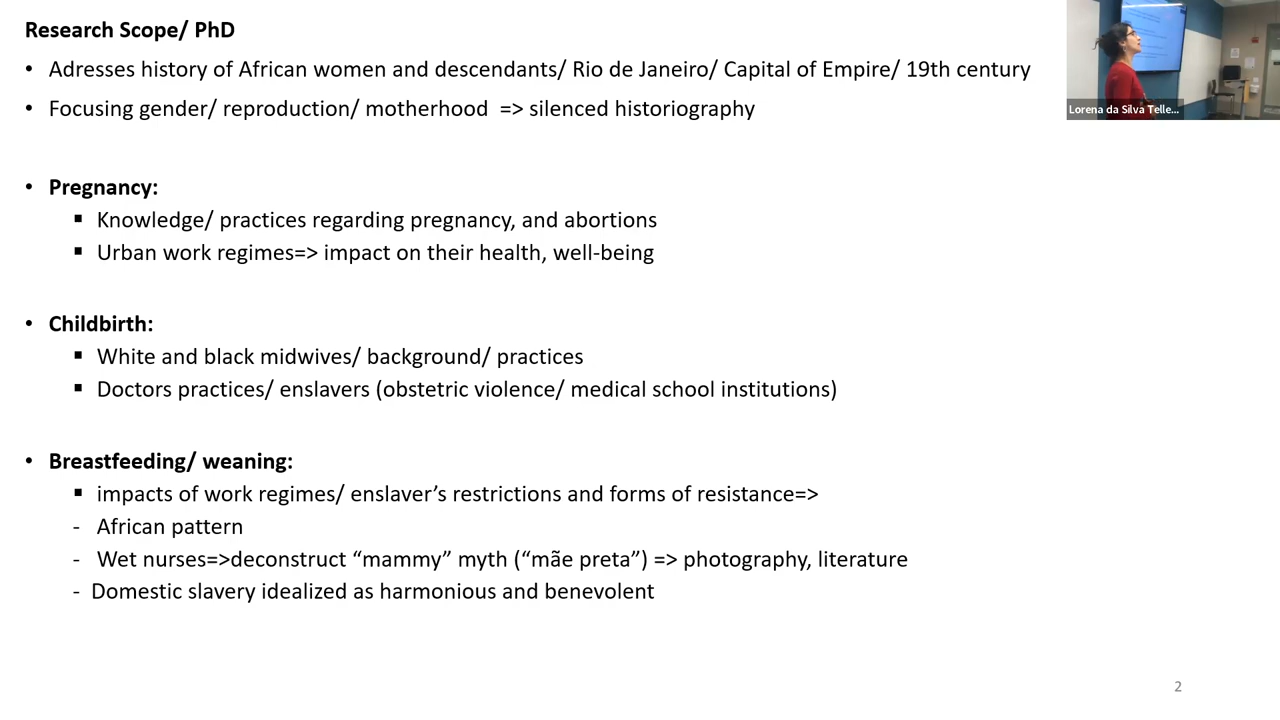 Research Scope/ PhD
• Adresses history of African women and descendants/ Rio de Janeiro/ Capital of Empire/ 19th century
• Focusing gender/ reproduction/ motherhood => silenced historiography
• Pregnancy:
▪ Knowledge/ practices regarding pregnancy, and abortions
▪ Urban work regimes=> impact on their health, well-being
• Childbirth:
▪ White and black midwives/ background/ practices
▪ Doctors practices/ enslavers (obstetric violence/ medical school institutions)
• Breastfeeding/ weaning:
▪ impacts of work regimes/ enslaver’s restrictions and forms of resistance=>
- African pattern
- Wet nurses=>deconstruct “mammy” myth (“mãe preta”) => photography, literature
- Domestic slavery idealized as harmonious and benevolent
Lorena da Silva Telle...
2